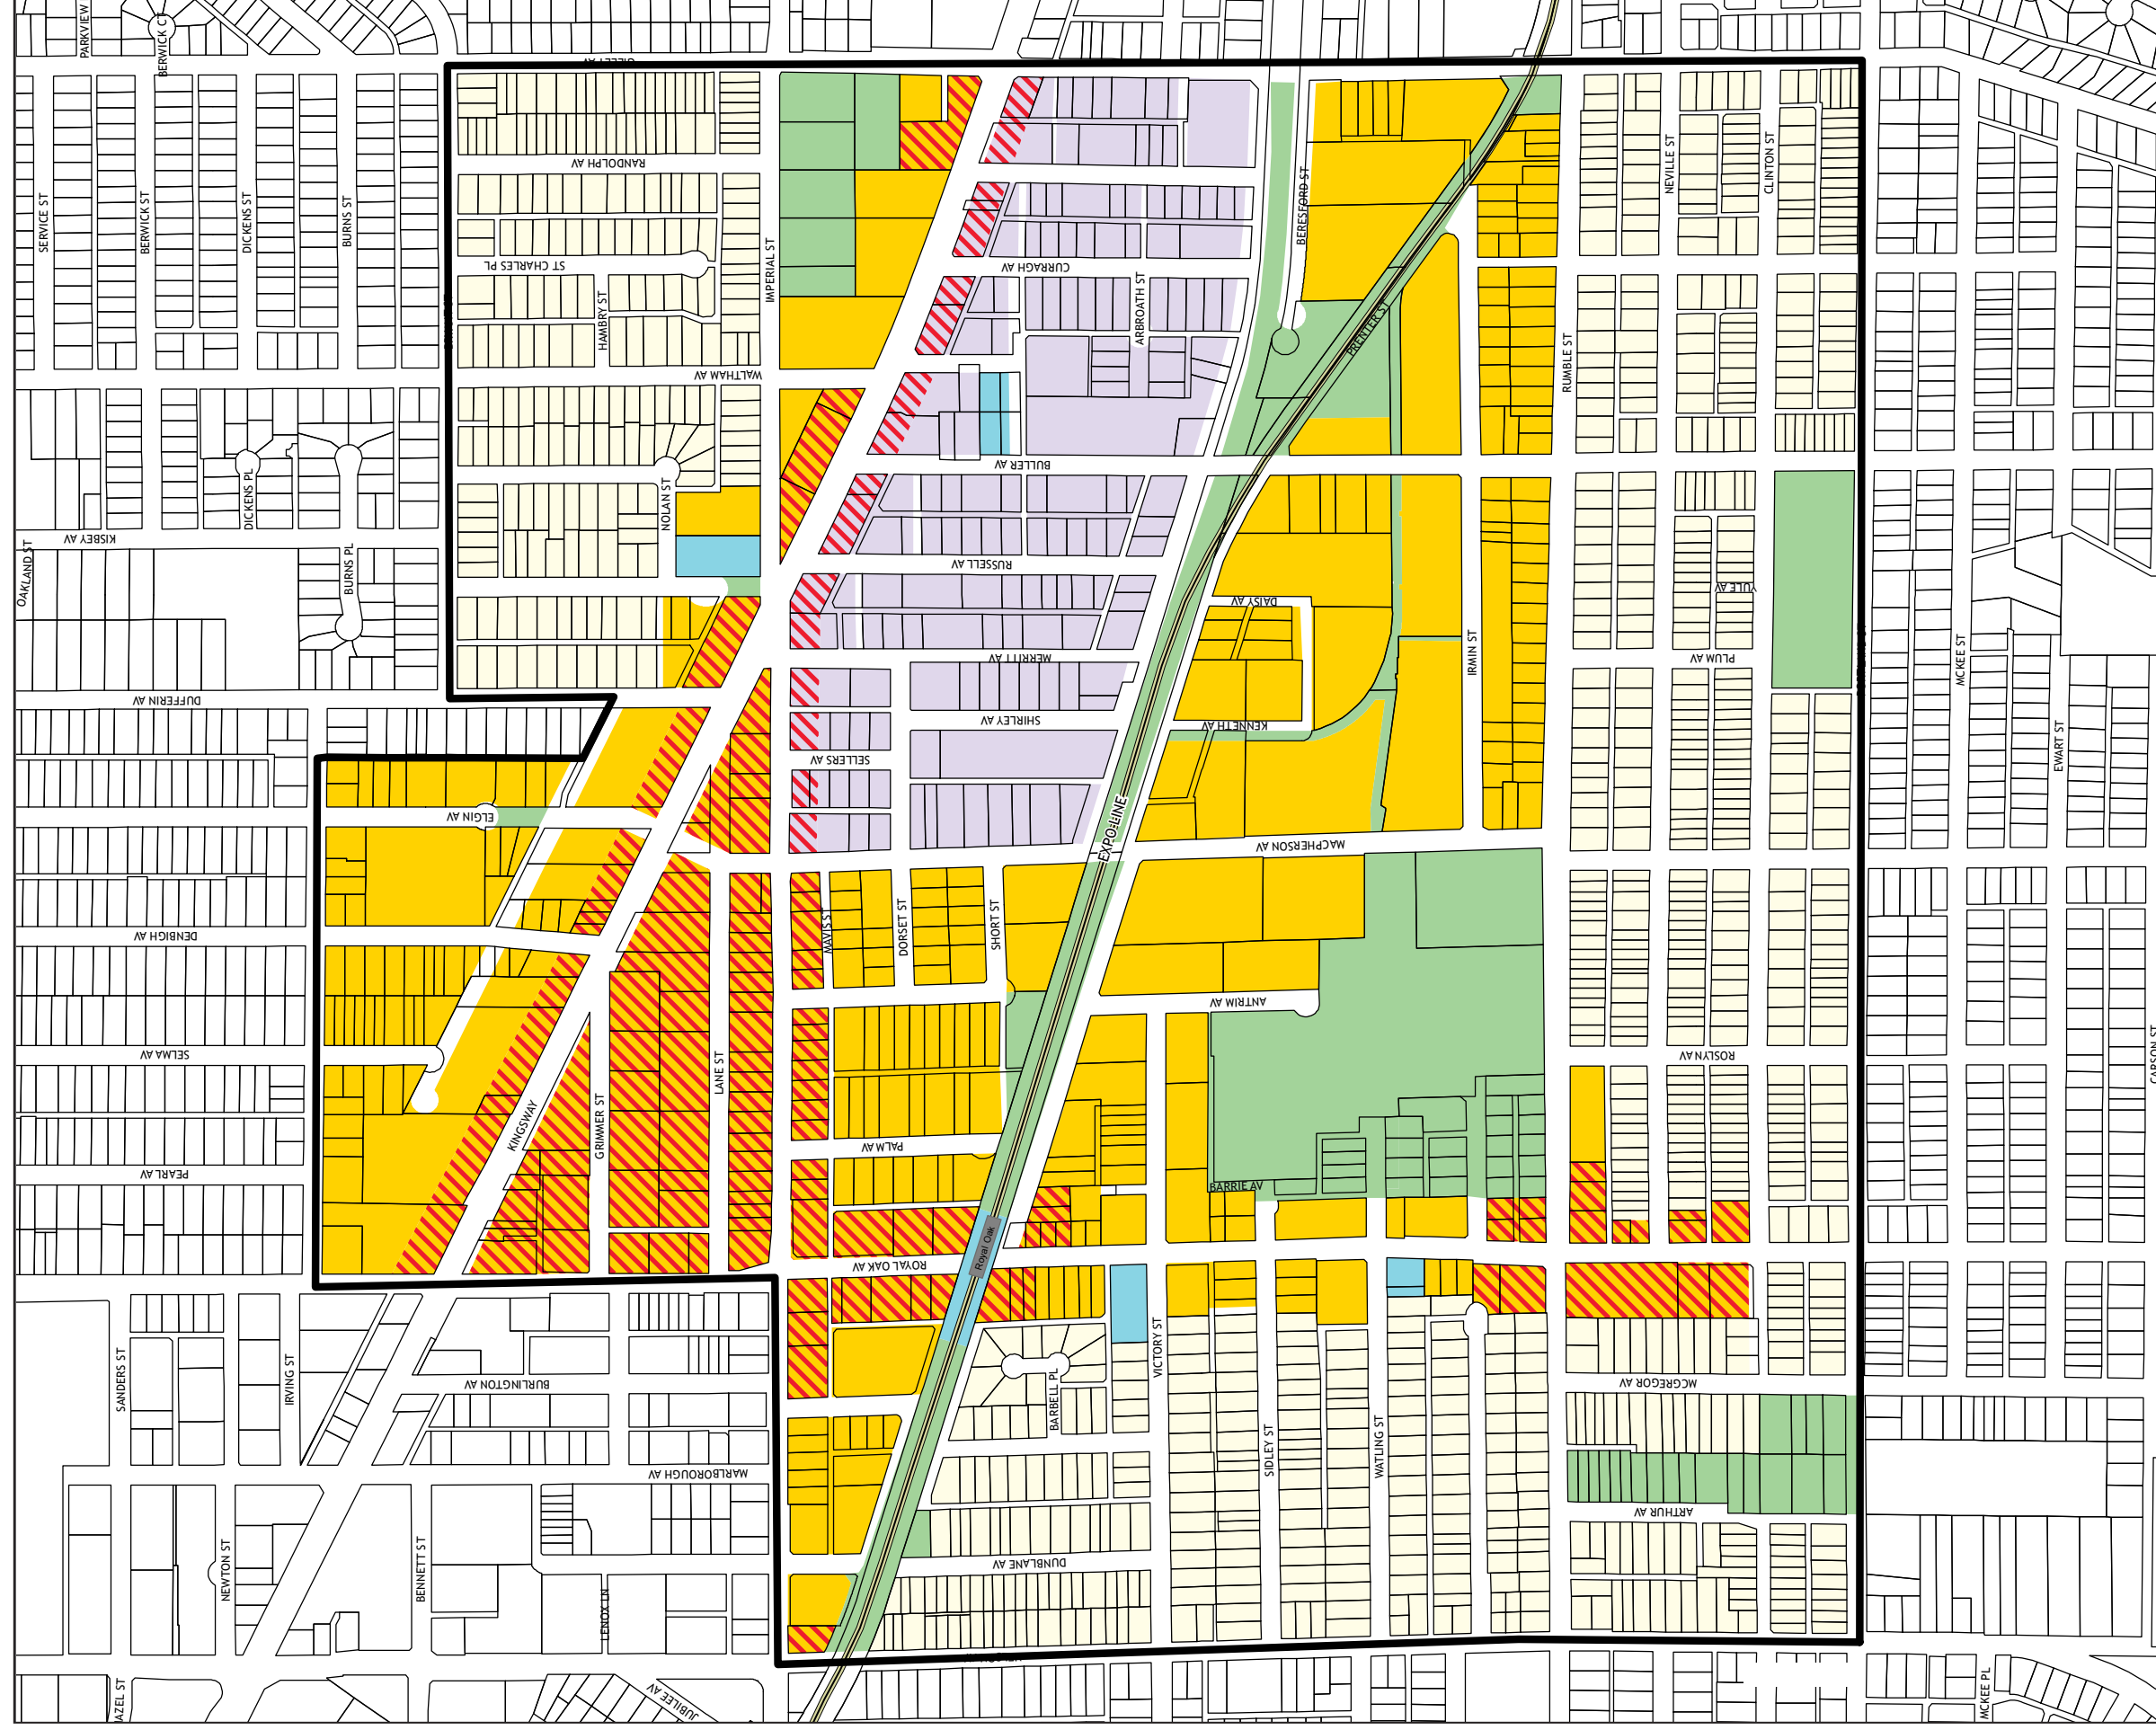 PARKVIEW
BERWICK CT
RANDOLPH AV
SERVICE ST
BERWICK ST
DICKENS ST
BURNS ST
ST CHARLES PL
HAMBRY ST
IMPERIAL ST
WALTHAM AV
CURRAGH AV
ARBROATH ST
BERESFORD ST
PRENTER ST
NEVILLE ST
CLINTON ST
RUMBLE ST
BULLER AV
DICKENS PL
NOLAN ST
KISBEY AV
OAKLAND ST
BURNS PL
RUSSELL AV
DAISY AV
YULE AV
MERRITT AV
PLUM AV
IRMIN ST
MCKEE ST
DUFFERIN AV
SHIRLEY AV
KENNETH AV
EWART ST
SELLERS AV
ELGIN AV
EXPO LINE
MACPHERSON AV
MAVIS ST
DORSET ST
SHORT ST
DENBIGH AV
ANTRIM AV
SELMA AV
LANE ST
ROSLYN AV
CARSON ST
KINGSWAY
GRIMMER ST
PALM AV
PEARL AV
BARRIE AV
Royal Oak
ROYAL OAK AV
SANDERS ST
IRVING ST
BURLINGTON AV
VICTORY ST
BARBELL PL
MCGREGOR AV
SIDLEY ST
WATLING ST
MARLBOROUGH AV
ARTHUR AV
NEWTON ST
BENNETT ST
LENOX LN
DUNBLANE AV
JUBILEE AV
MCKEE PL